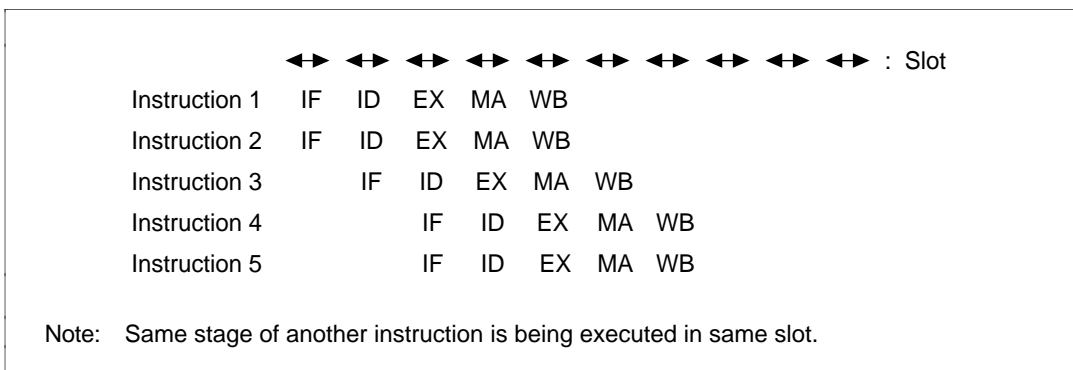 : Slot
Instruction 1 IF ID EX MA WB
Instruction 2 IF ID EX MA WB
Instruction 3 IF ID EX MA WB
Instruction 4 IF ID EX MA WB
Instruction 5 IF ID EX MA WB
Note: Same stage of another instruction is being executed in same slot.